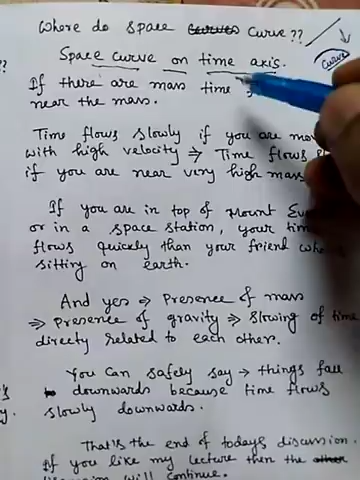 Where do space curve ??
Curve
??
Space curve on time axis.
If there are mass time
near the mass.
Time flows slowly if you are
with high velocity ⇒ Time flows
if you are near very high mass
If you are in top of Mount
or in a space station, your
flows quickly than your friend
sitting on earth.
And yes ⇒ Presence of mass
⇒ Presence of gravity ⇒ Slowing of time
directy related to each others.
You Can safely say → things fall
downwards because time flows
slowly downwards.
That's the end of todays discussion.
If you like my lecture then the
will continue.